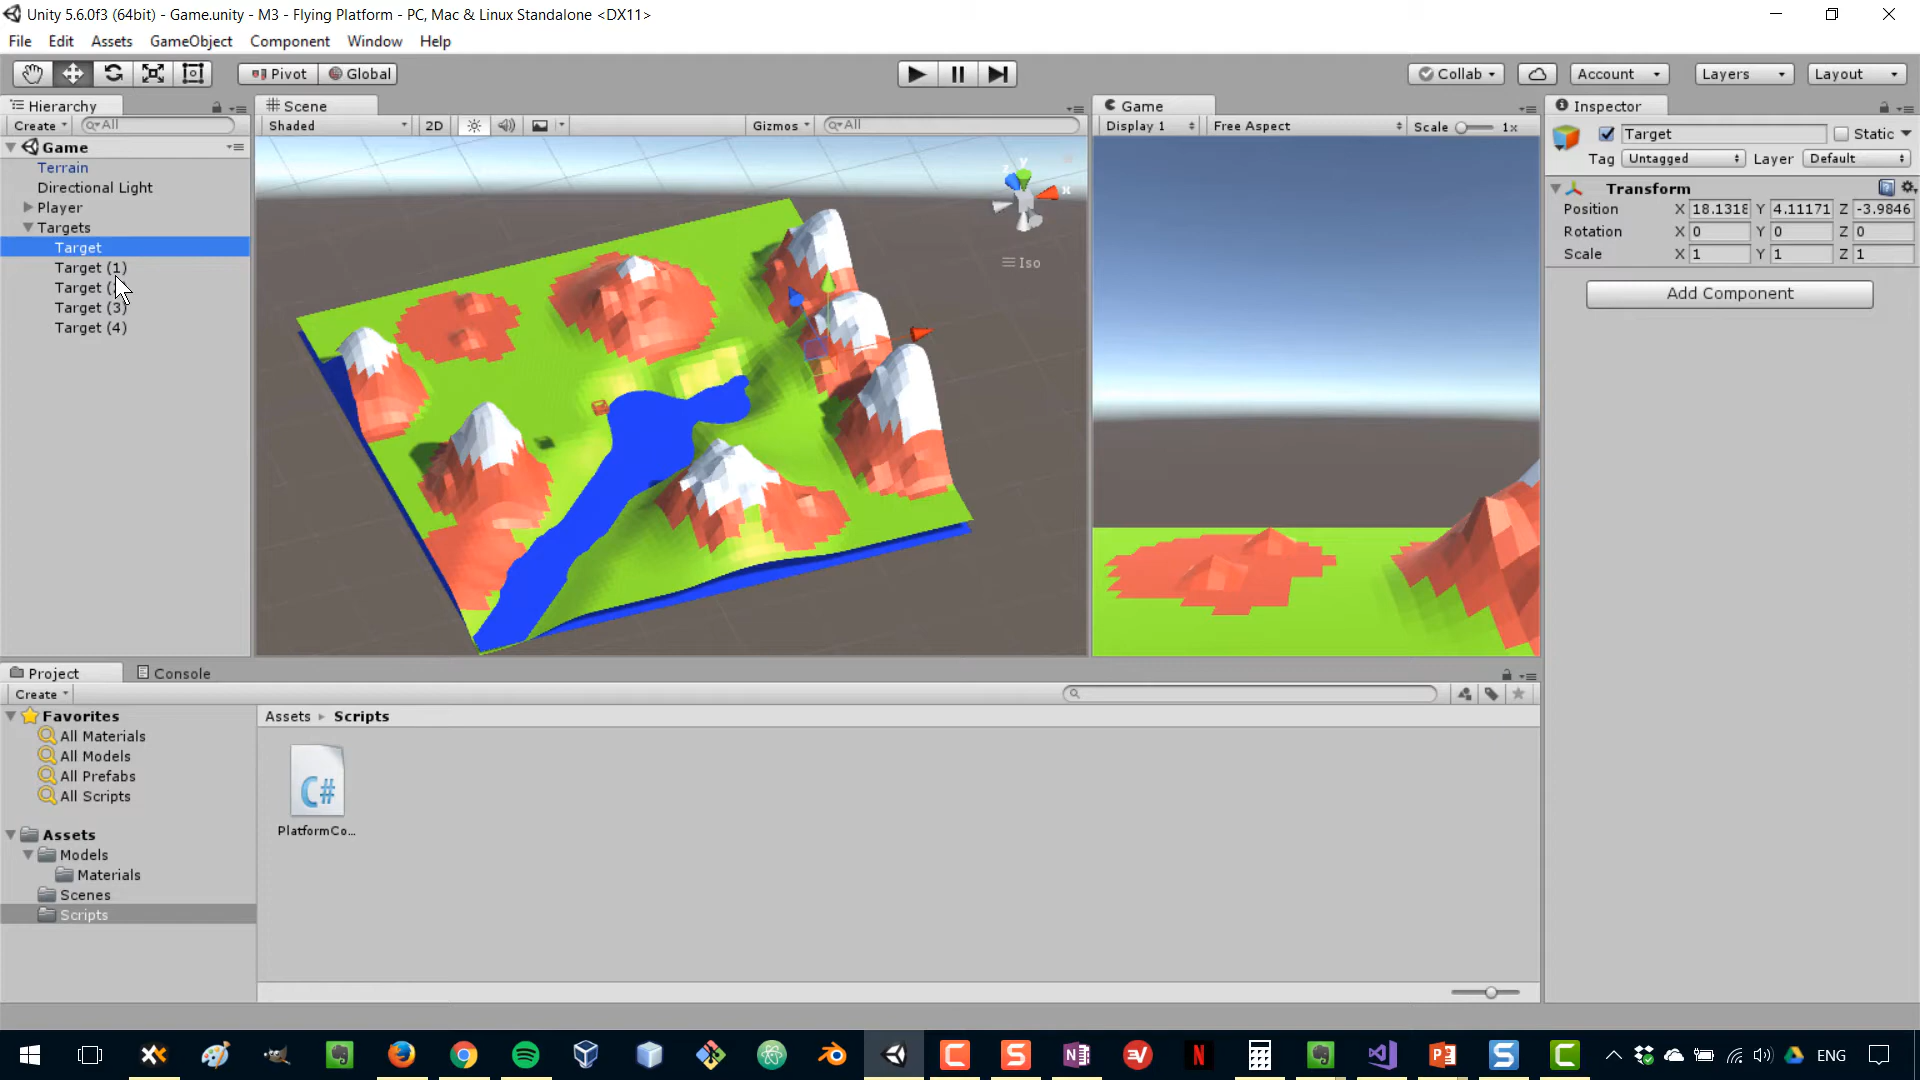 Unity 5.6.0f3 (64bit) - Game.unity - M3 - Flying Platform - PC, Mac & Linux Standalone <DX11>
File Edit Assets GameObject Component Window Help
Pivot Global Collab Account Layers Layout
Hierarchy Scene Game Inspector
Create All Shaded 2D Gizmos All Display 1 Free Aspect Scale 1x Target Static
Game
Tag Untagged Layer Default
Terrain
Directional Light
Player
Targets
Target
Target (1)
Target (
Target (3)
Target (4)
y
z
x
Iso
Transform
Position X 18.1318 Y 4.11171 Z -3.9846
Rotation X 0 Y 0 Z 0
Scale X 1 Y 1 Z 1
Add Component
Project Console
Create
Favorites
All Materials
All Models
All Prefabs
All Scripts
Assets
Models
Materials
Scenes
Scripts
Assets Scripts
C#
PlatformCo...
ENG